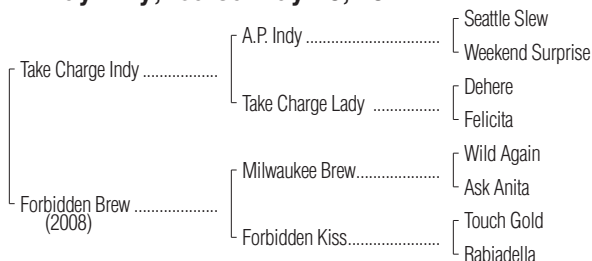 Seattle Slew
A.P. Indy
Weekend Surprise
Take Charge Indy
Dehere
Take Charge Lady
Felicita
Wild Again
Milwaukee Brew
Ask Anita
Forbidden Brew
(2008)
Touch Gold
Forbidden Kiss
Rabiadella